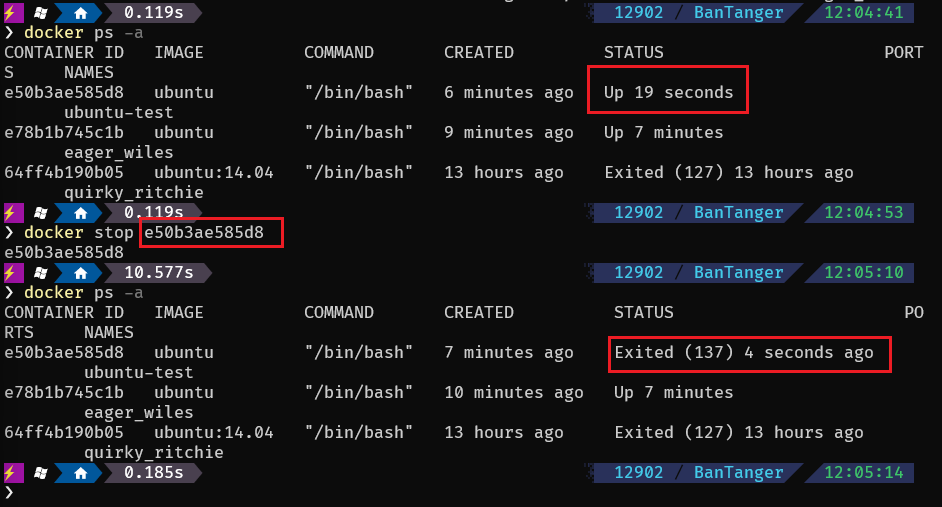 0.119s 12902 / BanTanger 12:04:41
❯ docker ps -a
CONTAINER ID IMAGE COMMAND CREATED STATUS PORT
S NAMES
e50b3ae585d8 ubuntu "/bin/bash" 6 minutes ago Up 19 seconds
ubuntu-test
e78b1b745c1b ubuntu "/bin/bash" 9 minutes ago Up 7 minutes
eager_wiles
64ff4b190b05 ubuntu:14.04 "/bin/bash" 13 hours ago Exited (127) 13 hours ago
quirky_ritchie
0.119s 12902 / BanTanger 12:04:53
❯ docker stop e50b3ae585d8
e50b3ae585d8
10.577s 12902 / BanTanger 12:05:10
❯ docker ps -a
CONTAINER ID IMAGE COMMAND CREATED STATUS PO
RTS NAMES
e50b3ae585d8 ubuntu "/bin/bash" 7 minutes ago Exited (137) 4 seconds ago
ubuntu-test
e78b1b745c1b ubuntu "/bin/bash" 10 minutes ago Up 7 minutes
eager_wiles
64ff4b190b05 ubuntu:14.04 "/bin/bash" 13 hours ago Exited (127) 13 hours ago
quirky_ritchie
0.185s 12902 / BanTanger 12:05:14
❯